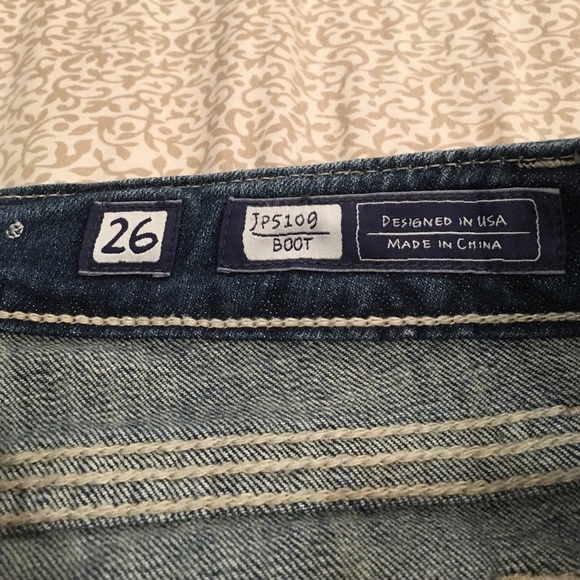 26
JP5109
BOOT
DESIGNED IN USA
MADE IN CHINA